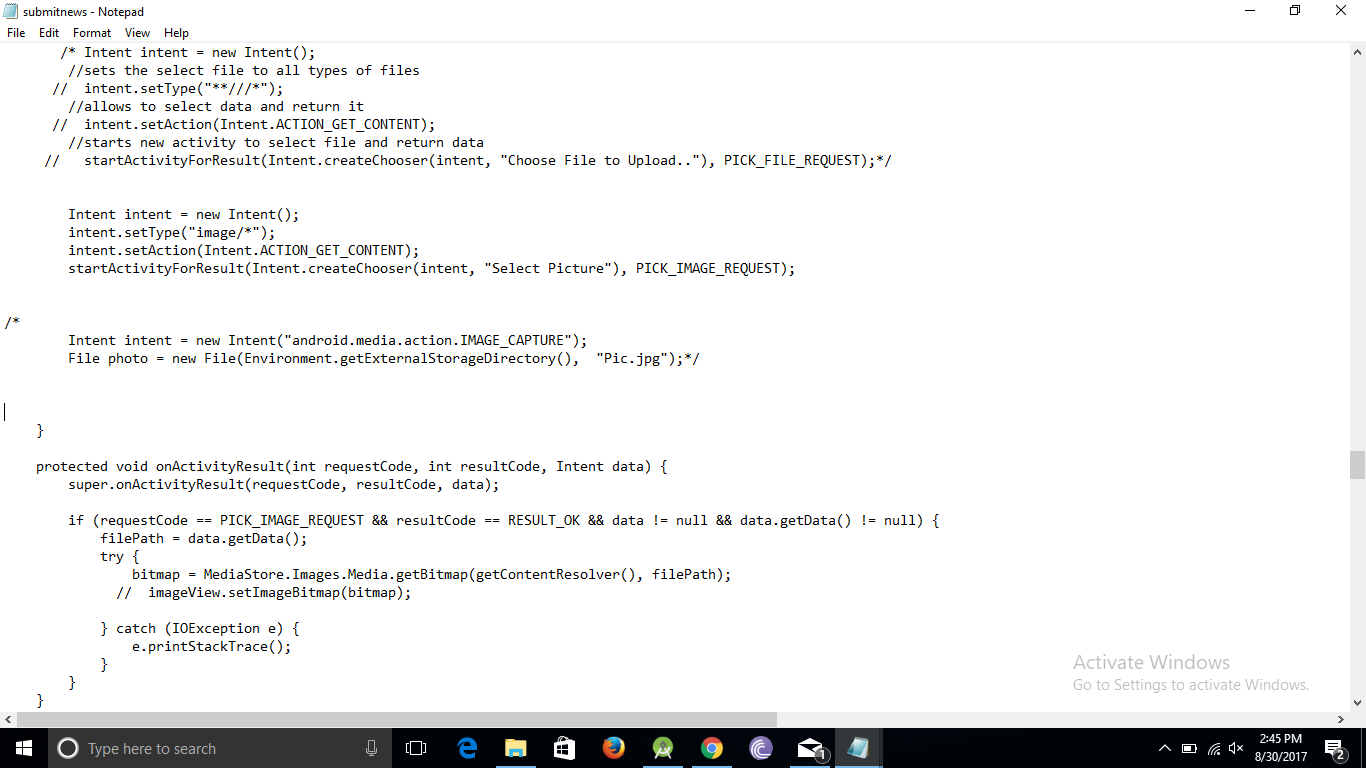 submitnews - Notepad
File Edit Format View Help
/* Intent intent = new Intent();
//sets the select file to all types of files
// intent.setType("**///*");
//allows to select data and return it
// intent.setAction(Intent.ACTION_GET_CONTENT);
//starts new activity to select file and return data
// startActivityForResult(Intent.createChooser(intent, "Choose File to Upload.."), PICK_FILE_REQUEST);*/
Intent intent = new Intent();
intent.setType("image/*");
intent.setAction(Intent.ACTION_GET_CONTENT);
startActivityForResult(Intent.createChooser(intent, "Select Picture"), PICK_IMAGE_REQUEST);
/*
Intent intent = new Intent("android.media.action.IMAGE_CAPTURE");
File photo = new File(Environment.getExternalStorageDirectory(),  "Pic.jpg");*/
}
protected void onActivityResult(int requestCode, int resultCode, Intent data) {
super.onActivityResult(requestCode, resultCode, data);
if (requestCode == PICK_IMAGE_REQUEST && resultCode == RESULT_OK && data != null && data.getData() != null) {
filePath = data.getData();
try {
bitmap = MediaStore.Images.Media.getBitmap(getContentResolver(), filePath);
// imageView.setImageBitmap(bitmap);
} catch (IOException e) {
e.printStackTrace();
}
}
}
Activate Windows
Go to Settings to activate Windows.
Type here to search
1
2:45 PM
8/30/2017
2